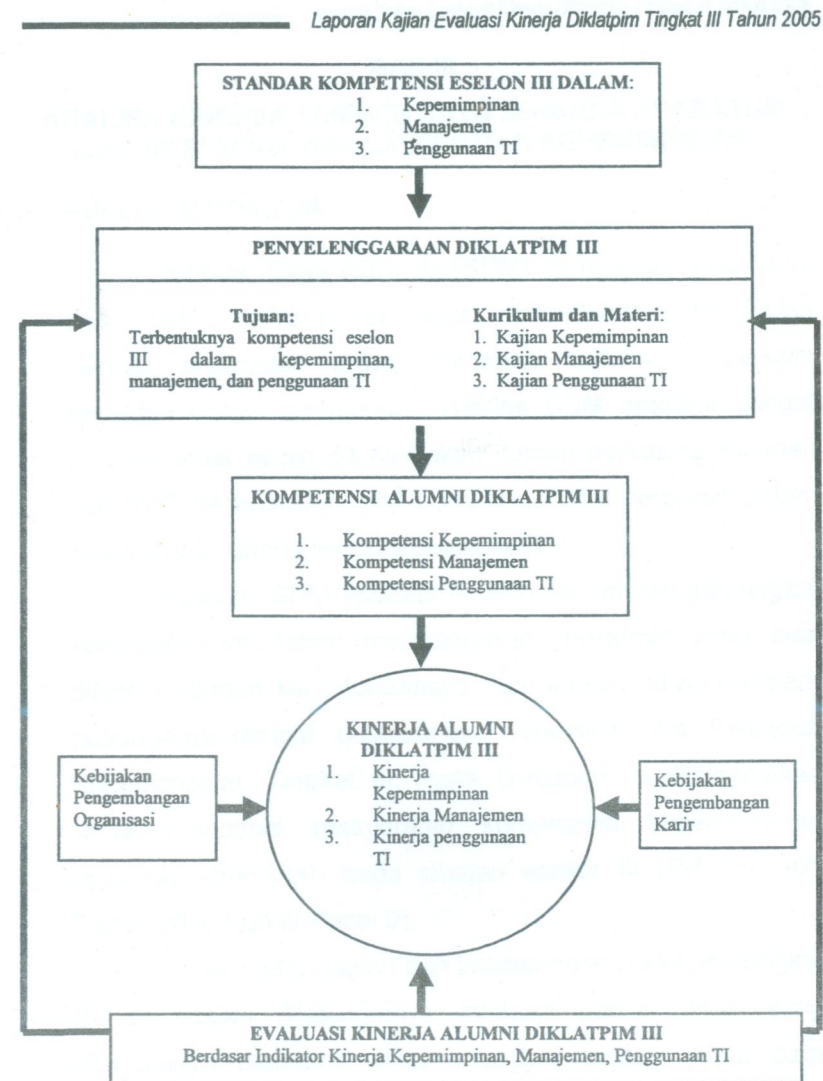 Laporan Kajian Evaluasi Kinerja Diklatpim Tingkat III Tahun 2005
STANDAR KOMPETENSI ESELON III DALAM:
1. Kepemimpinan
2. Manajemen
3. Penggunaan TI
PENYELENGGARAAN DIKLATPIM III
Tujuan:
Terbentuknya kompetensi eselon
III dalam kepemimpinan,
manajemen, dan penggunaan TI
Kurikulum dan Materi:
1. Kajian Kepemimpinan
2. Kajian Manajemen
3. Kajian Penggunaan TI
KOMPETENSI ALUMNI DIKLATPIM III
1. Kompetensi Kepemimpinan
2. Kompetensi Manajemen
3. Kompetensi Penggunaan TI
KINERJA ALUMNI
DIKLATPIM III
1. Kinerja
Kepemimpinan
2. Kinerja Manajemen
3. Kinerja penggunaan
TI
Kebijakan
Pengembangan
Organisasi
Kebijakan
Pengembangan
Karir
EVALUASI KINERJA ALUMNI DIKLATPIM III
Berdasar Indikator Kinerja Kepemimpinan, Manajemen, Penggunaan TI